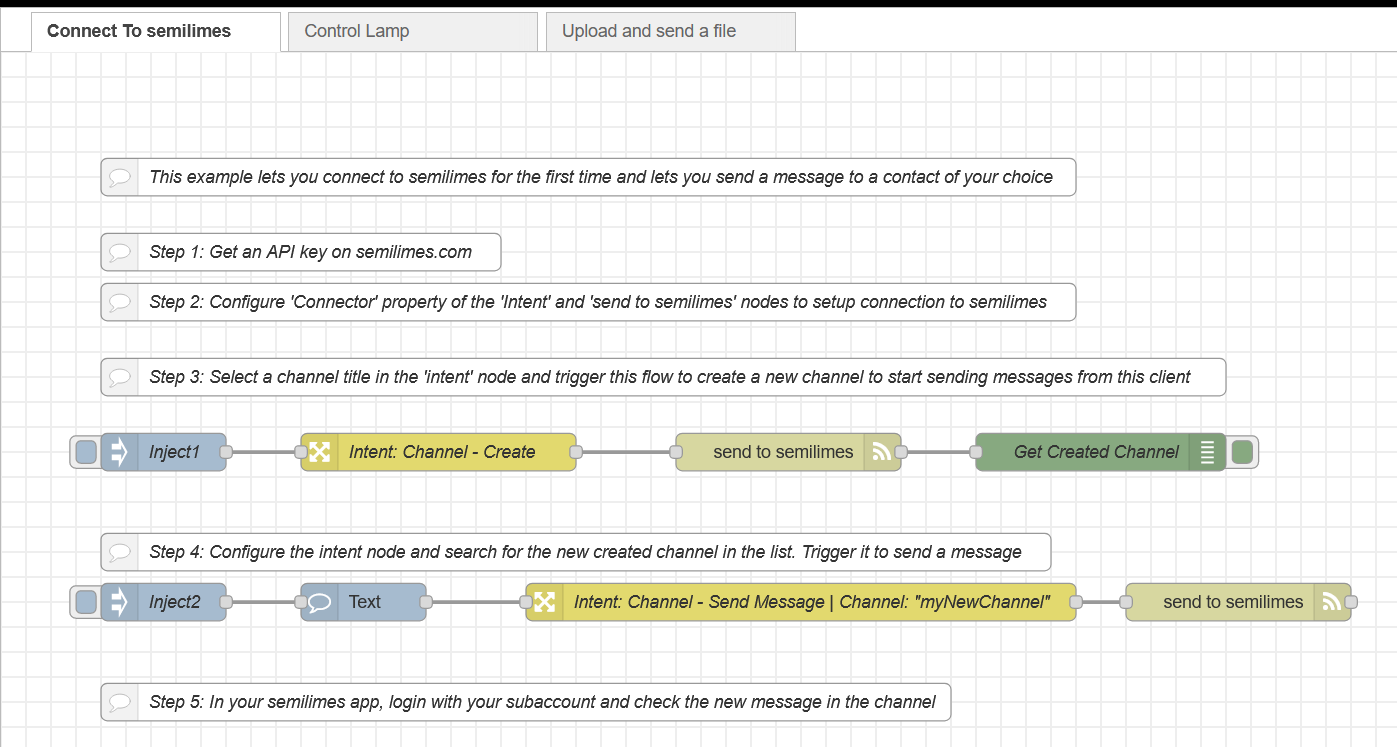 Connect To semilimes
Control Lamp
Upload and send a file
This example lets you connect to semilimes for the first time and lets you send a message to a contact of your choice
Step 1: Get an API key on semilimes.com
Step 2: Configure 'Connector' property of the 'Intent' and 'send to semilimes' nodes to setup connection to semilimes
Step 3: Select a channel title in the 'intent' node and trigger this flow to create a new channel to start sending messages from this client
Inject1
Intent: Channel - Create
send to semilimes
Get Created Channel
Step 4: Configure the intent node and search for the new created channel in the list. Trigger it to send a message
Inject2
Text
Intent: Channel - Send Message | Channel: "myNewChannel"
send to semilimes
Step 5: In your semilimes app, login with your subaccount and check the new message in the channel